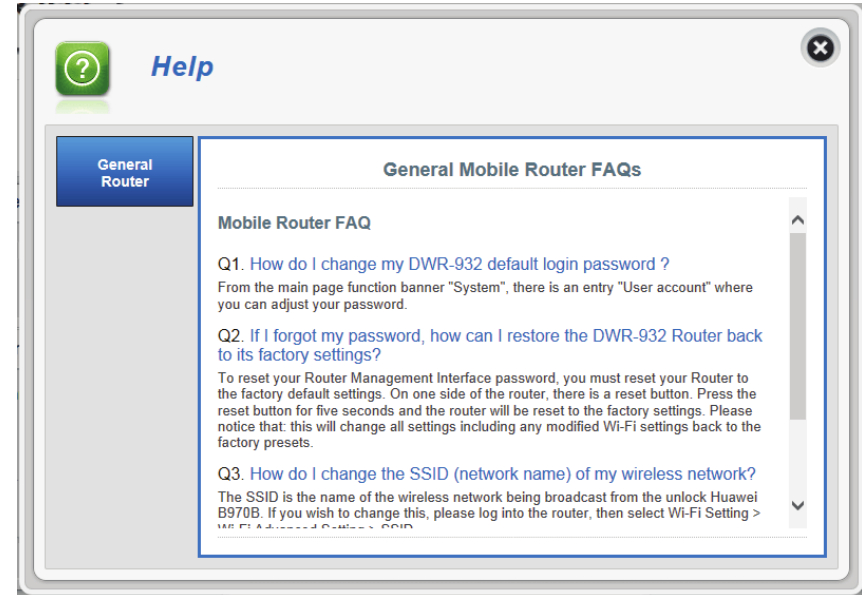 Help
General
Router
General Mobile Router FAQs
Mobile Router FAQ
Q1. How do I change my DWR-932 default login password ?
From the main page function banner "System", there is an entry "User account" where
you can adjust your password.
Q2. If I forgot my password, how can I restore the DWR-932 Router back
to its factory settings?
To reset your Router Management Interface password, you must reset your Router to
the factory default settings. On one side of the router, there is a reset button. Press the
reset button for five seconds and the router will be reset to the factory settings. Please
notice that: this will change all settings including any modified Wi-Fi settings back to the
factory presets.
Q3. How do I change the SSID (network name) of my wireless network?
The SSID is the name of the wireless network being broadcast from the unlock Huawei
B970B. If you wish to change this, please log into the router, then select Wi-Fi Setting >
Wi-Fi Advanced Setting > SSID